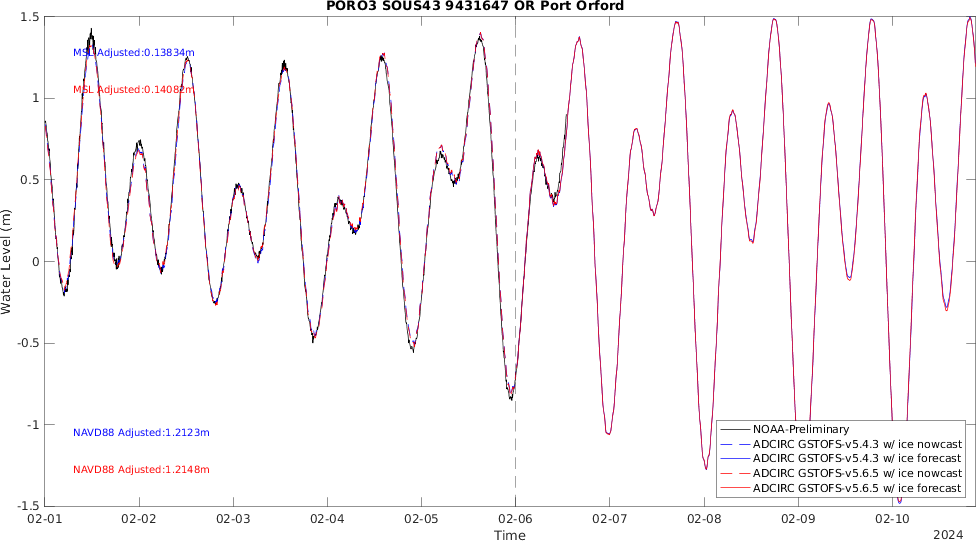 PORO3 SOUS43 9431647 OR Port Orford
MSL Adjusted:0.13834m
MSL Adjusted:0.14082m
NAVD88 Adjusted:1.2123m
NAVD88 Adjusted:1.2148m
Water Level (m)
1.5
1
0.5
0
-0.5
-1
-1.5
NOAA-Preliminary
ADCIRC GSTOFS-v5.4.3 w/ ice nowcast
ADCIRC GSTOFS-v5.4.3 w/ ice forecast
ADCIRC GSTOFS-v5.6.5 w/ ice nowcast
ADCIRC GSTOFS-v5.6.5 w/ ice forecast
02-01 02-02 02-03 02-04 02-05 02-06 02-07 02-08 02-09 02-10
Time
2024